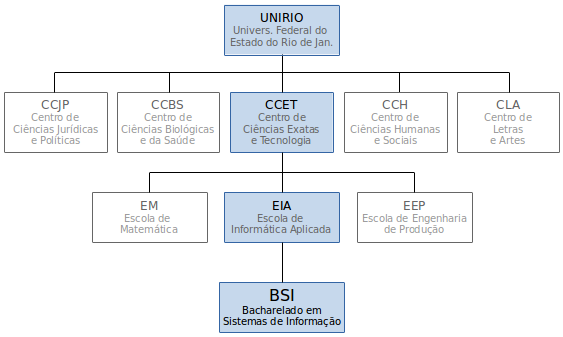 UNIRIO
Univers. Federal do
Estado do Rio de Jan.
CCJP
Centro de
Ciências Jurídicas
e Políticas
CCBS
Centro de
Ciências Biológicas
e da Saúde
CCET
Centro de
Ciências Exatas
e Tecnologia
CCH
Centro de
Ciências Humanas
e Sociais
CLA
Centro de
Letras
e Artes
EM
Escola de
Matemática
EIA
Escola de
Informática Aplicada
EEP
Escola de Engenharia
de Produção
BSI
Bacharelado em
Sistemas de Informação